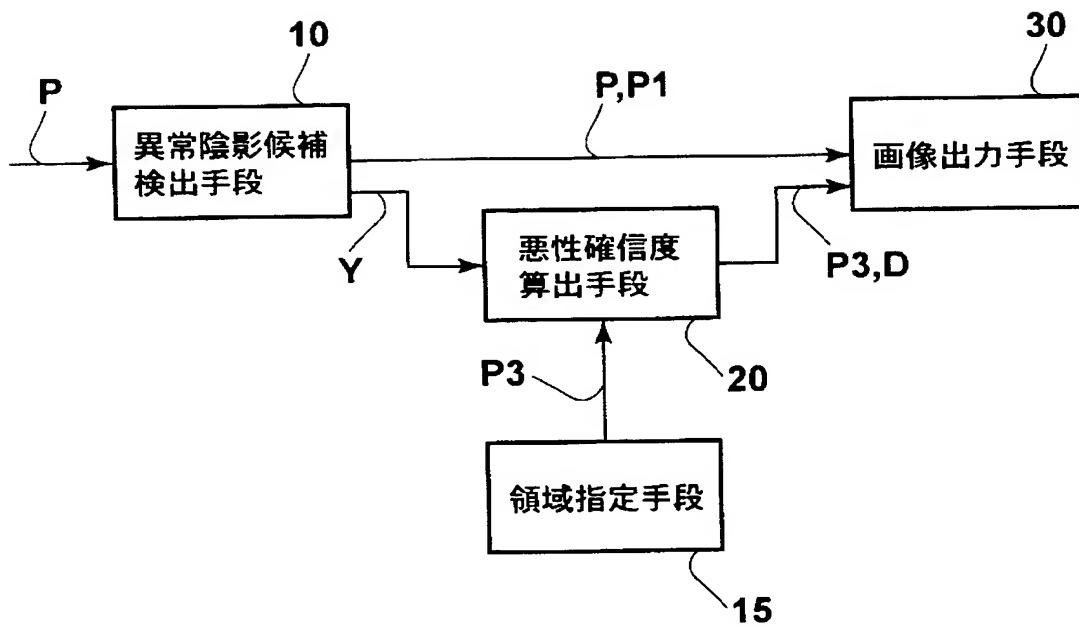 10
30
P
P,P1
異常陰影候補
検出手段
画像出力手段
Y
悪性確信度
算出手段
P3,D
P3
20
領域指定手段
15